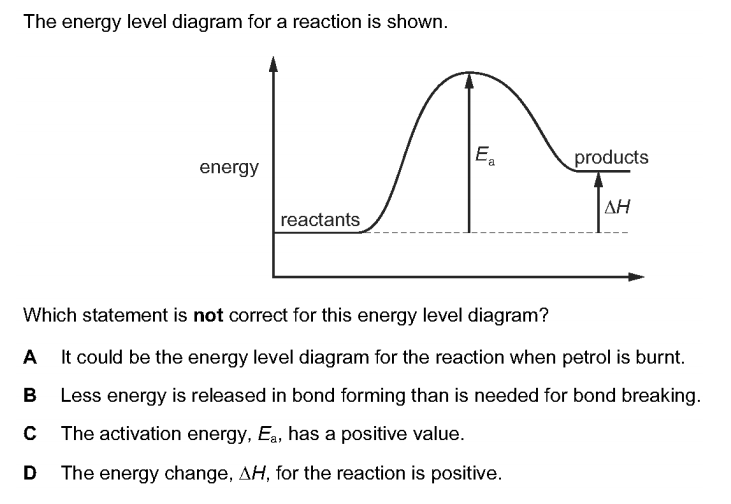 The energy level diagram for a reaction is shown.
energy
reactants
Eₐ
products
ΔH
Which statement is not correct for this energy level diagram?
A It could be the energy level diagram for the reaction when petrol is burnt.
B Less energy is released in bond forming than is needed for bond breaking.
C The activation energy, Eₐ, has a positive value.
D The energy change, ΔH, for the reaction is positive.